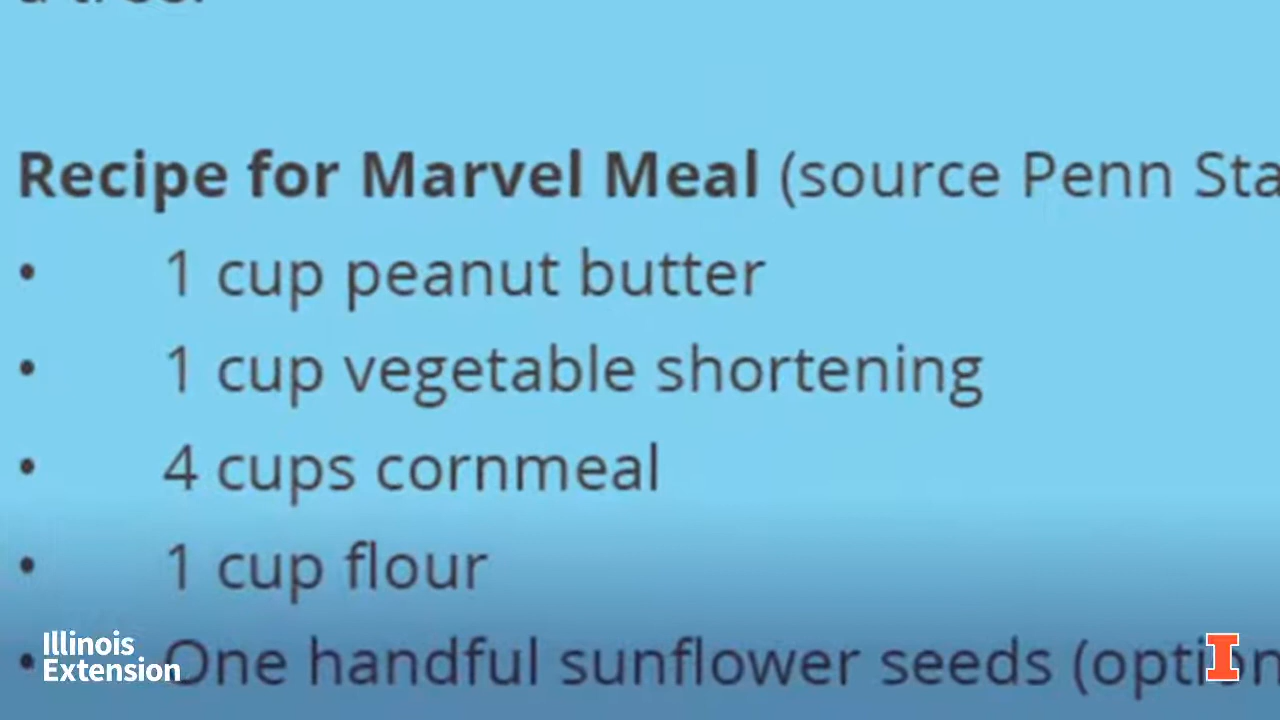 Recipe for Marvel Meal (source Penn Sta
• 1 cup peanut butter
• 1 cup vegetable shortening
• 4 cups cornmeal
• 1 cup flour
• One handful sunflower seeds (option
Illinois
Extension
I